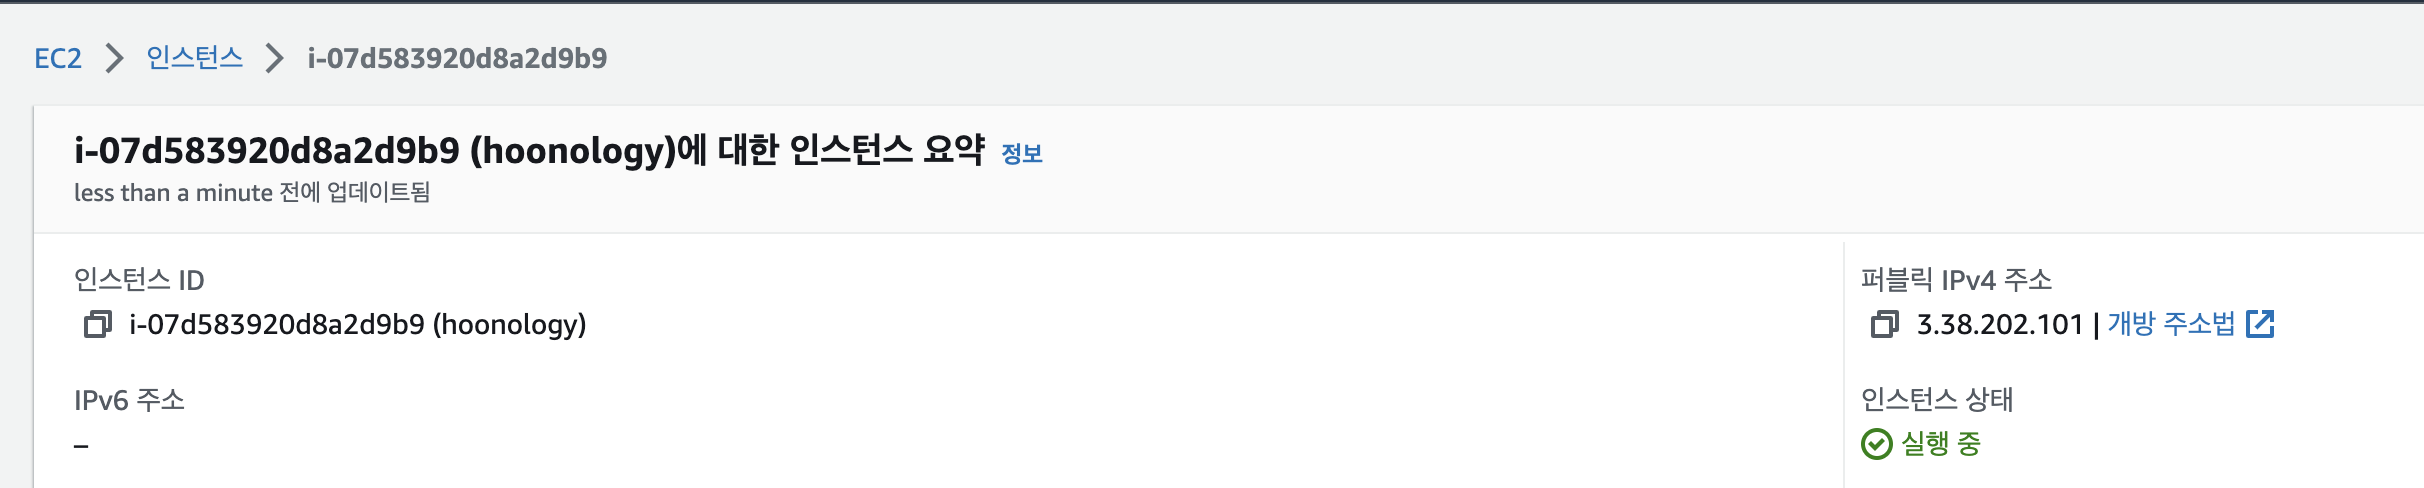 EC2 > 인스턴스 > i-07d583920d8a2d9b9
i-07d583920d8a2d9b9 (hoonology)에 대한 인스턴스 요약 정보
less than a minute 전에 업데이트됨
인스턴스 ID
i-07d583920d8a2d9b9 (hoonology)
퍼블릭 IPv4 주소
3.38.202.101 | 개방 주소법
IPv6 주소
–
인스턴스 상태
실행 중